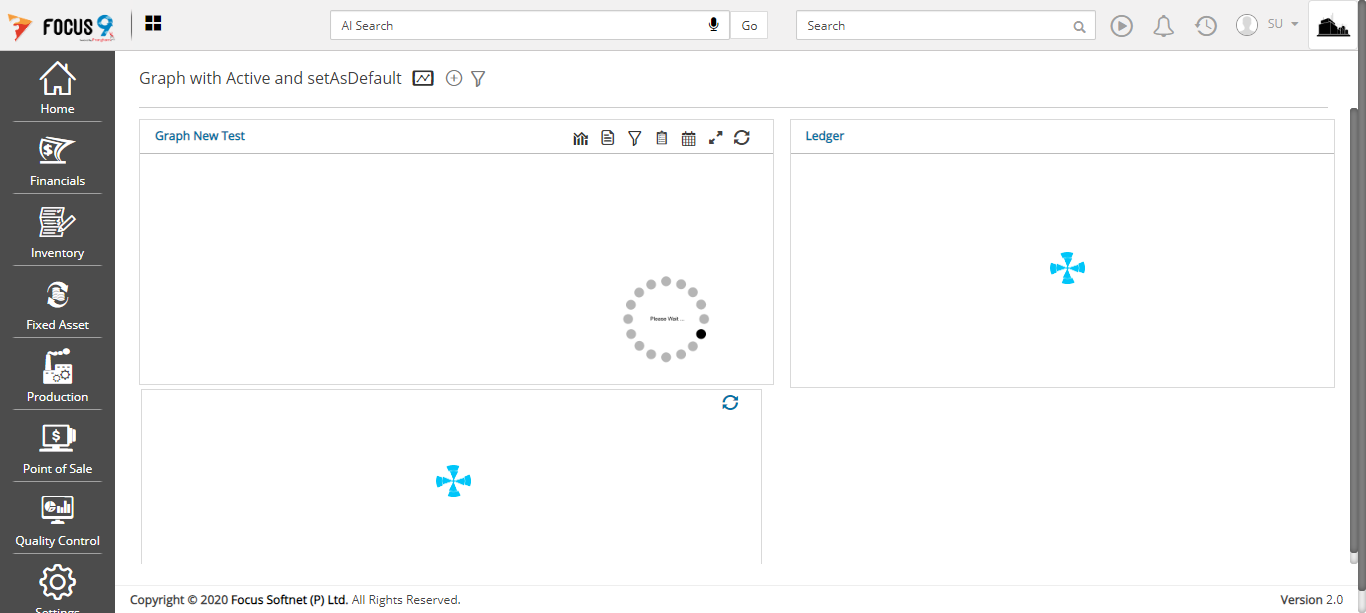 FOCUS 9
AI Search
Go
Search
SU
Graph with Active and setAsDefault
Home
Financials
Inventory
Fixed Asset
Production
Point of Sale
Quality Control
Settings
Graph New Test
Please Wait ...
Ledger
Copyright © 2020 Focus Softnet (P) Ltd. All Rights Reserved.
Version 2.0